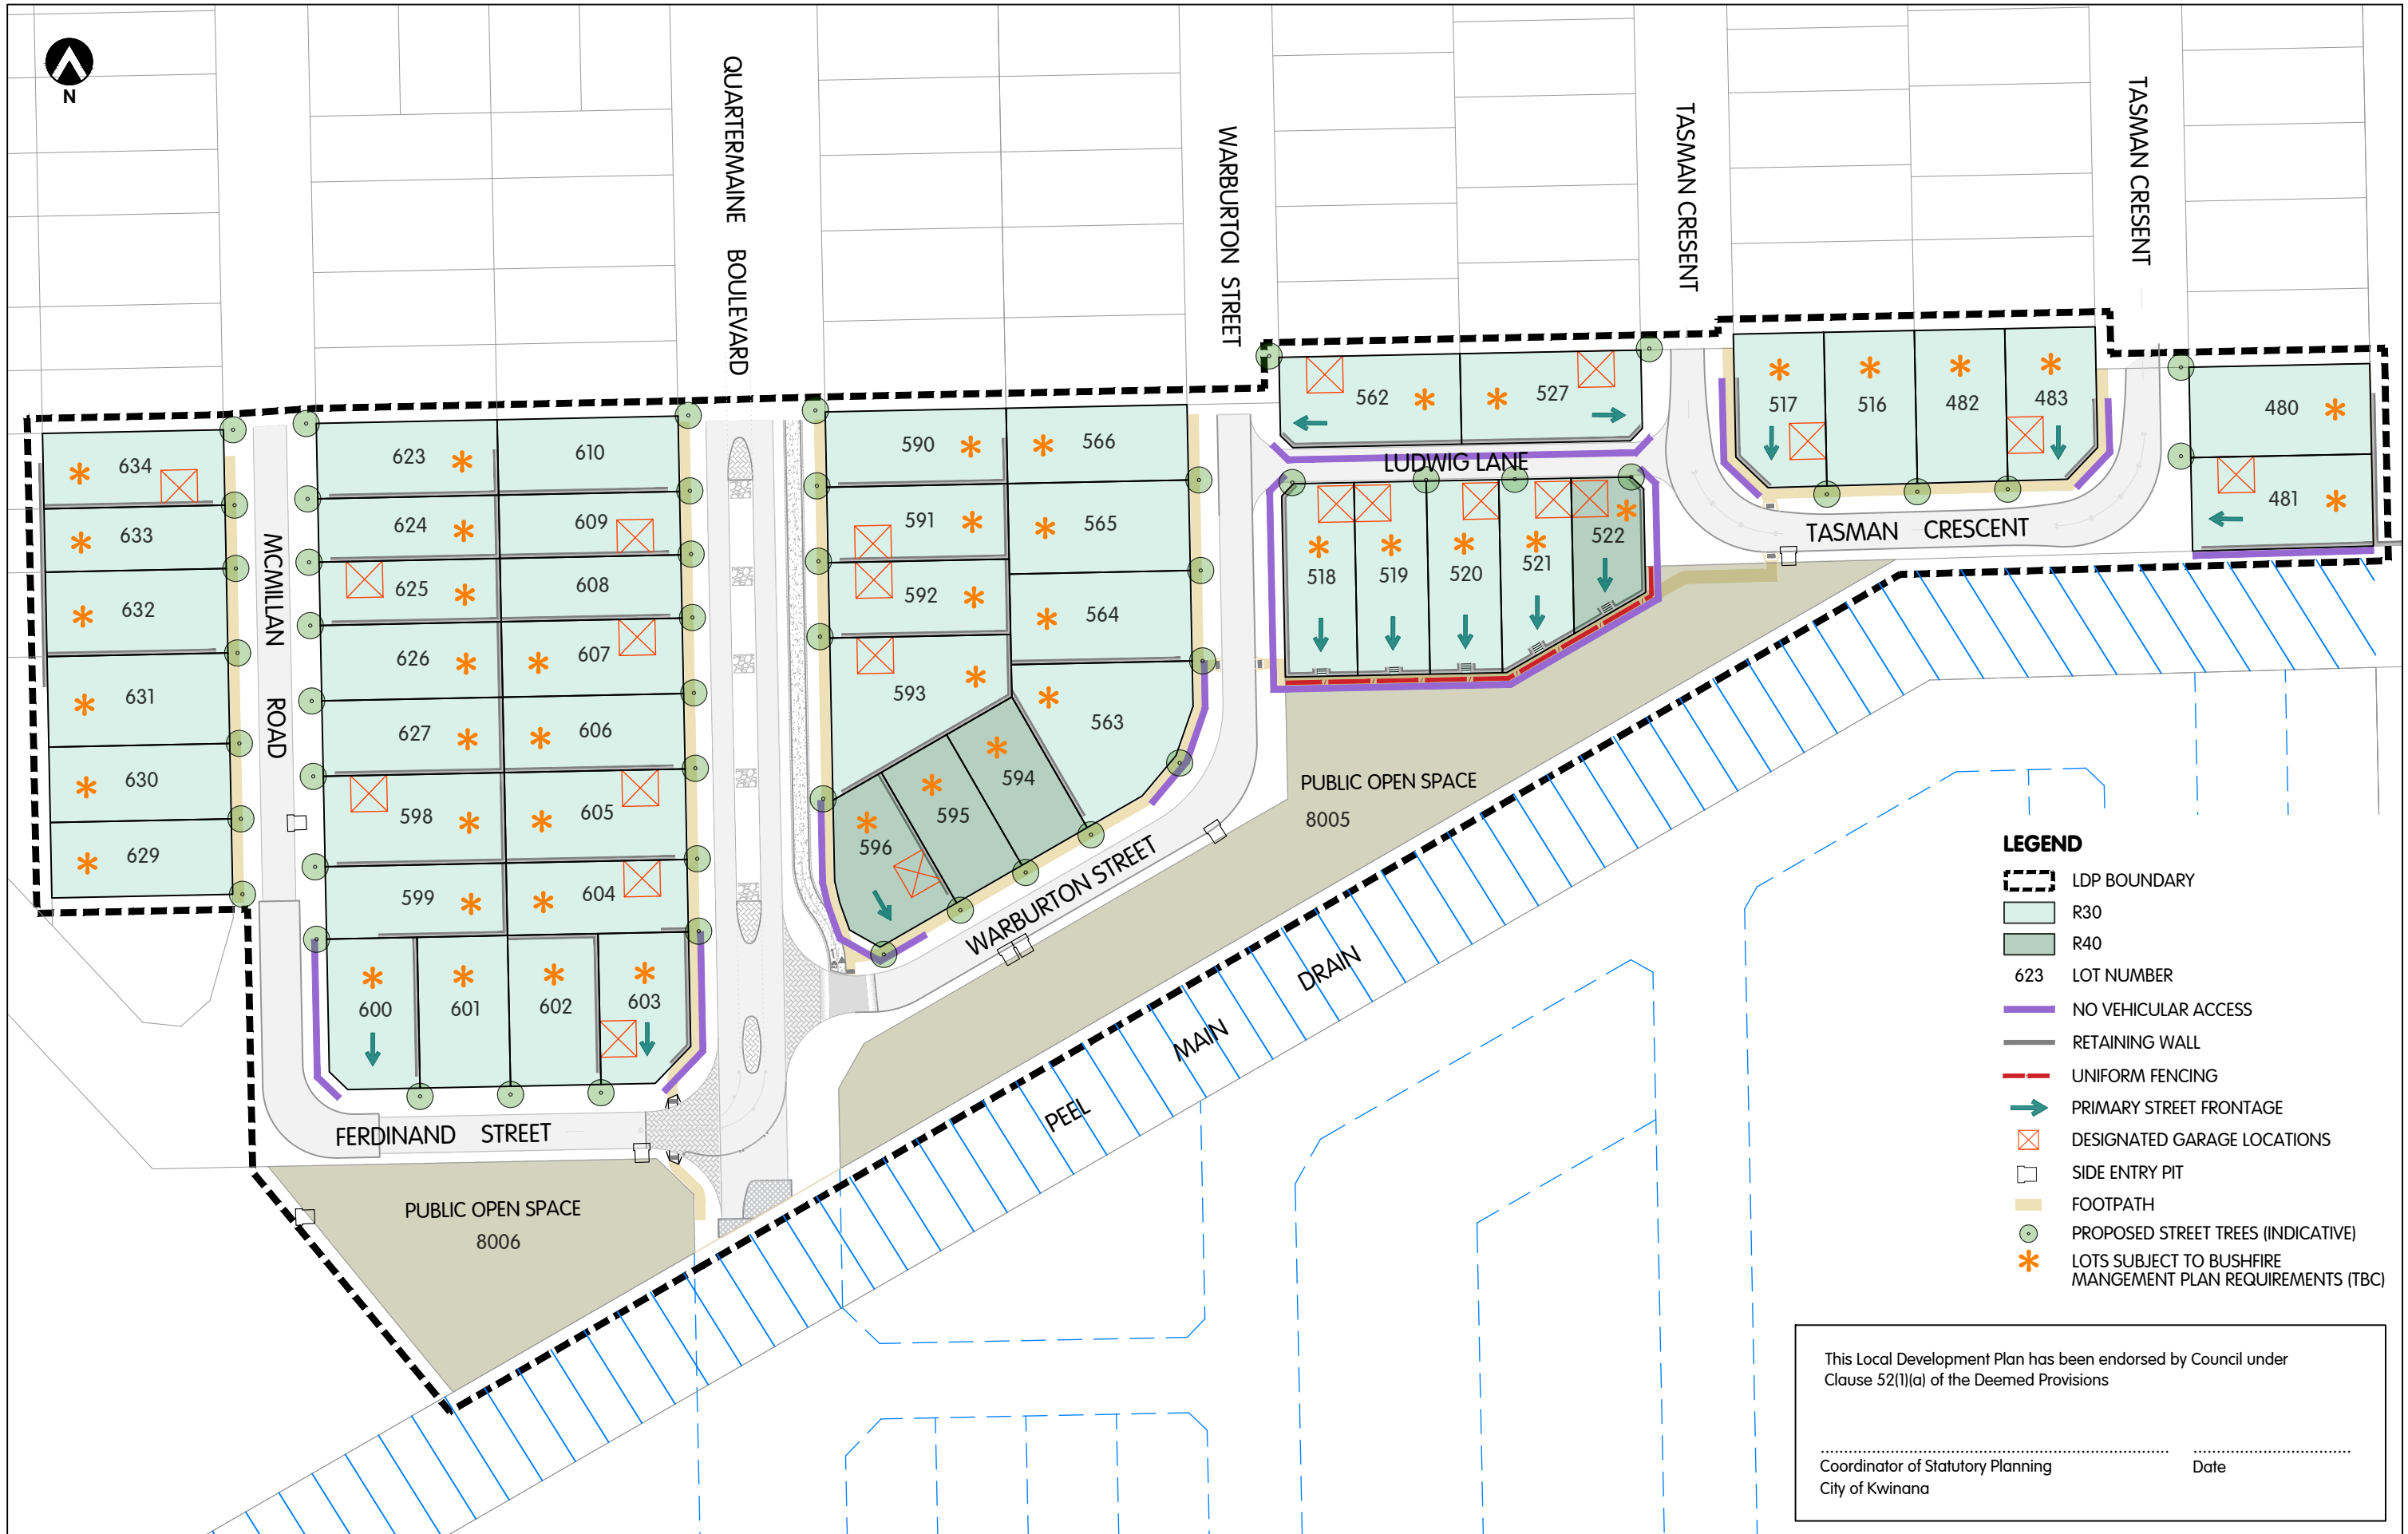 N
QUARTERMAINE BOULEVARD
WARBURTON STREET
TASMAN CRESENT
TASMAN CRESENT
634
633
632
631
630
629
MCMILLAN ROAD
623
610
624
609
625
608
626
607
627
606
598
605
599
604
600
601
602
603
FERDINAND STREET
PUBLIC OPEN SPACE
8006
590
566
591
565
592
564
593
563
594
595
596
WARBURTON STREET
562
527
LUDWIG LANE
518
519
520
521
522
517
516
482
483
TASMAN CRESCENT
480
481
PUBLIC OPEN SPACE
8005
PEEL MAIN DRAIN
LEGEND
LDP BOUNDARY
R30
R40
623 LOT NUMBER
NO VEHICULAR ACCESS
RETAINING WALL
UNIFORM FENCING
PRIMARY STREET FRONTAGE
DESIGNATED GARAGE LOCATIONS
SIDE ENTRY PIT
FOOTPATH
PROPOSED STREET TREES (INDICATIVE)
LOTS SUBJECT TO BUSHFIRE
MANGEMENT PLAN REQUIREMENTS (TBC)
This Local Development Plan has been endorsed by Council under
Clause 52(1)(a) of the Deemed Provisions
Coordinator of Statutory Planning
Date
City of Kwinana